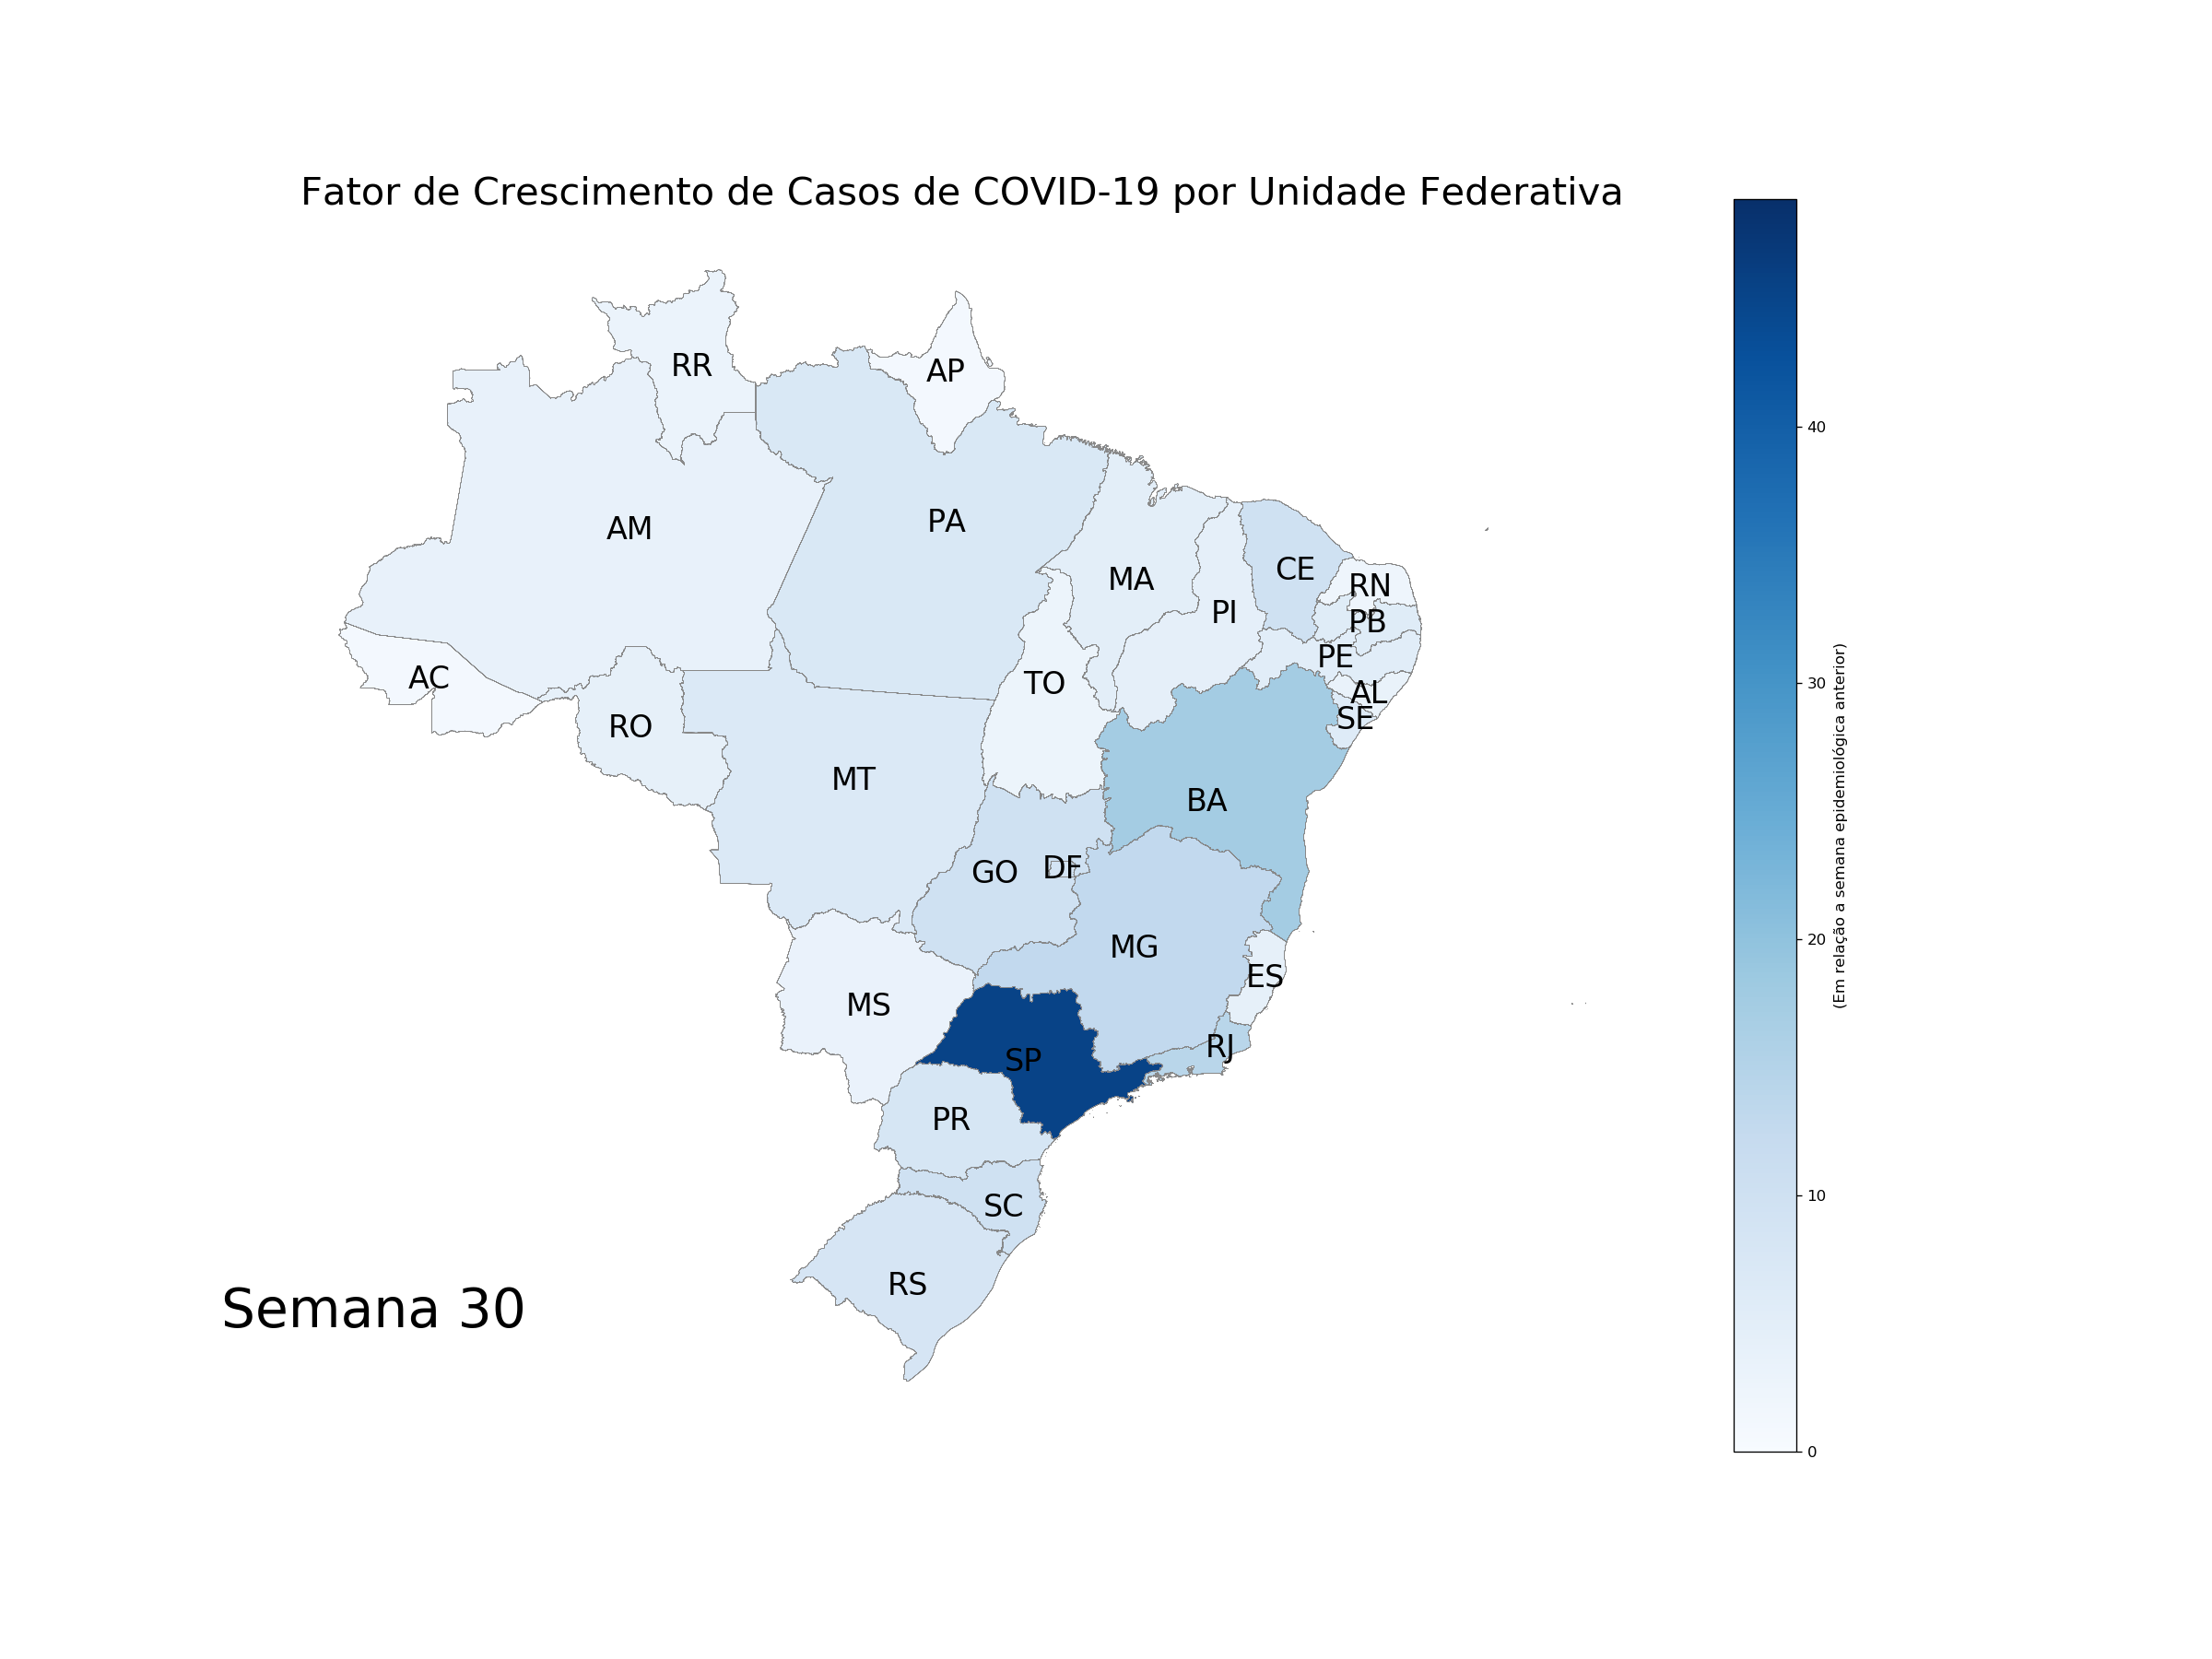 Fator de Crescimento de Casos de COVID-19 por Unidade Federativa
RR
AP
40
AM
PA
CE
MA
RN
PI
PB
PE
AC
TO
30
AL
SE
RO
MT
BA
DF
GO
20
MG
ES
MS
RJ
SP
PR
10
SC
RS
Semana 30
0
(Em relação a semana epidemiológica anterior)